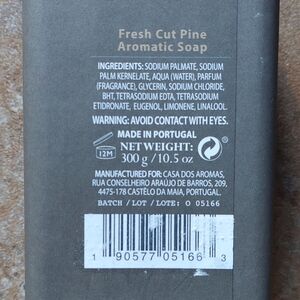 Fresh Cut Pine
Aromatic Soap
INGREDIENTS: SODIUM PALMATE, SODIUM
PALM KERNELATE, AQUA (WATER), PARFUM
(FRAGRANCE), GLYCERIN, SODIUM CHLORIDE,
BHT, TETRASODIUM EDTA, TETRASODIUM
ETIDRONATE, EUGENOL, LIMONENE, LINALOOL.
WARNING: AVOID CONTACT WITH EYES.
MADE IN PORTUGAL
12M
NET WEIGHT:
300 g / 10.5 oz
MANUFACTURED FOR: CASA DOS AROMAS,
RUA CONSELHEIRO ARAÚJO DE BARROS, 209,
4475-178 CASTÊLO DA MAIA, PORTUGAL.
BATCH / LOT / LOTE: O 05166
1 90577 05166 3